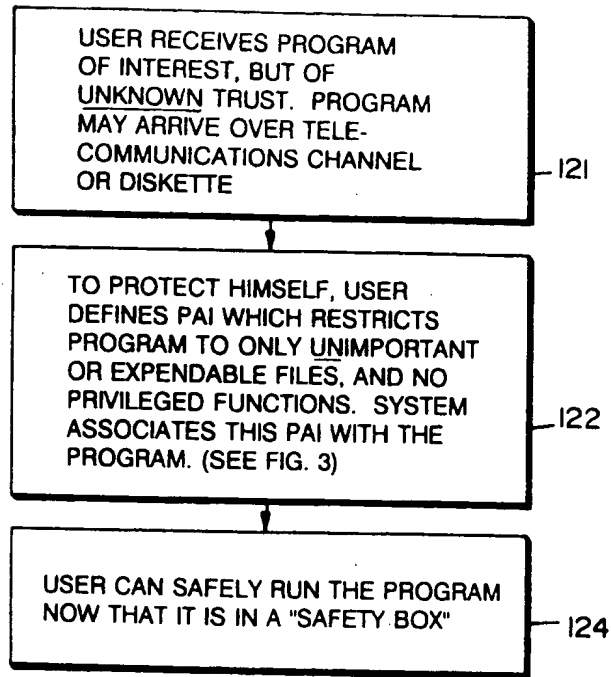 USER RECEIVES PROGRAM
OF INTEREST, BUT OF
UNKNOWN TRUST. PROGRAM
MAY ARRIVE OVER TELE-
COMMUNICATIONS CHANNEL
OR DISKETTE
121
TO PROTECT HIMSELF, USER
DEFINES PAI WHICH RESTRICTS
PROGRAM TO ONLY UNIMPORTANT
OR EXPENDABLE FILES, AND NO
PRIVILEGED FUNCTIONS. SYSTEM
ASSOCIATES THIS PAI WITH THE
PROGRAM. (SEE FIG. 3)
122
USER CAN SAFELY RUN THE PROGRAM
NOW THAT IT IS IN A "SAFETY BOX"
124